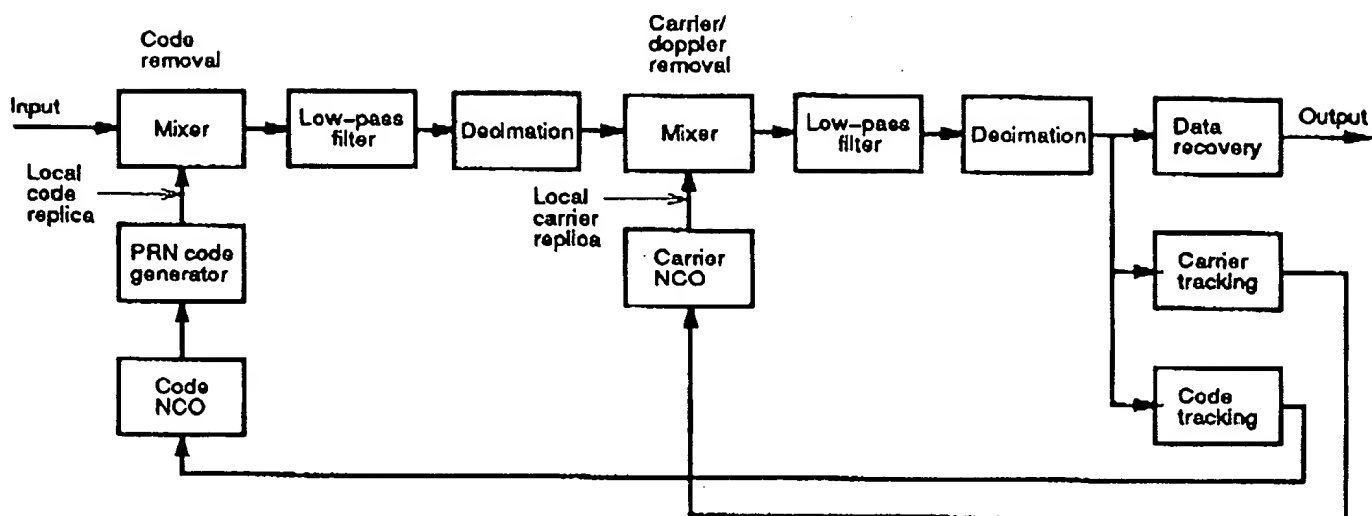 Code
removal
Carrier/
doppler
removal
Input
Mixer
Low-pass
filter
Decimation
Mixer
Low-pass
filter
Decimation
Data
recovery
Output
Local
code
replica
Local
carrier
replica
PRN code
generator
Carrier
NCO
Carrier
tracking
Code
NCO
Code
tracking